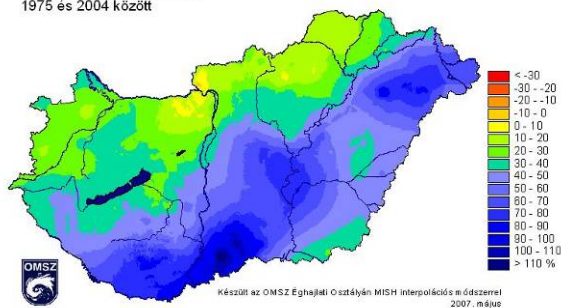 1975 és 2004 között
< -30
-30 - -20
-20 - -10
-10 - 0
0 - 10
10 - 20
20 - 30
30 - 40
40 - 50
50 - 60
60 - 70
70 - 80
80 - 90
90 - 100
100 - 110
> 110 %
OMSZ
Készült az OMSZ Éghajlati Osztályán MISH interpolációs módszerrel
2007. május